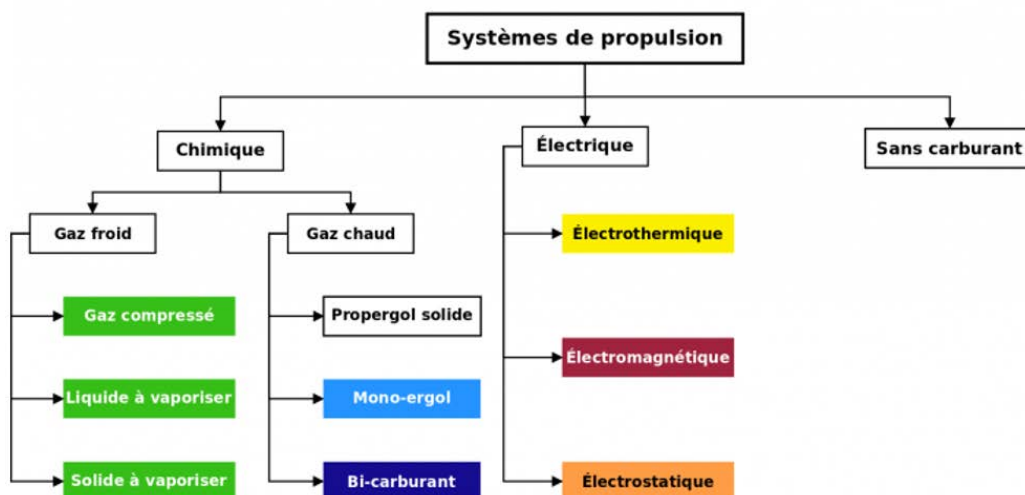 Systèmes de propulsion
Chimique
Électrique
Sans carburant
Gaz froid
Gaz chaud
Électrothermique
Gaz compressé
Propergol solide
Électromagnétique
Liquide à vaporiser
Mono-ergol
Solide à vaporiser
Bi-carburant
Électrostatique